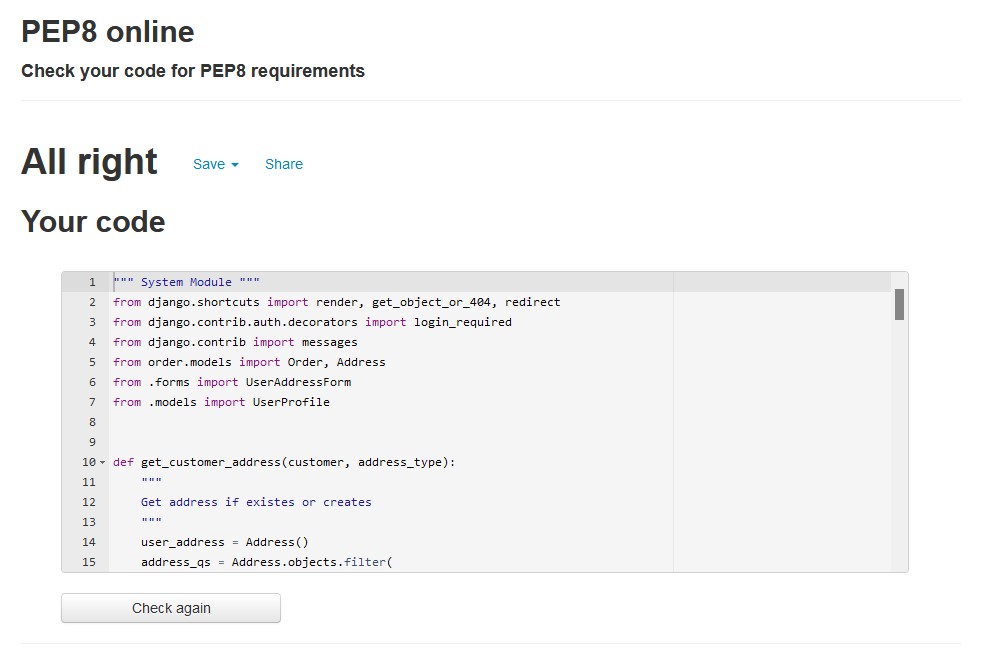 PEP8 online
Check your code for PEP8 requirements
All right Save Share
Your code
1 """ System Module """
2 from django.shortcuts import render, get_object_or_404, redirect
3 from django.contrib.auth.decorators import login_required
4 from django.contrib import messages
5 from order.models import Order, Address
6 from .forms import UserAddressForm
7 from .models import UserProfile
8
9
10 def get_customer_address(customer, address_type):
11     """
12     Get address if existes or creates
13     """
14     user_address = Address()
15     address_qs = Address.objects.filter(
Check again